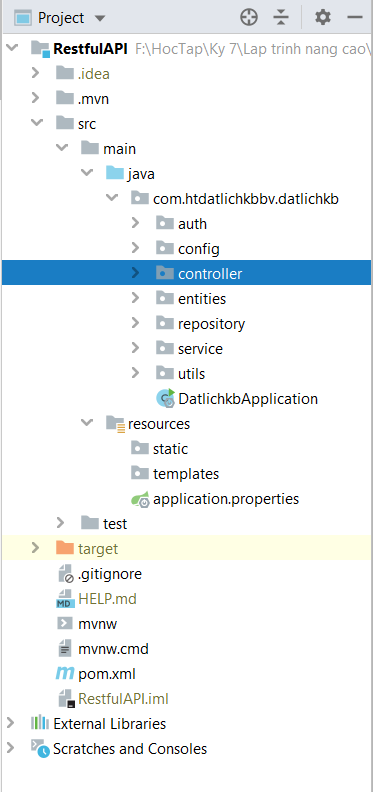 Project
RestfulAPI F:\HocTap\Ky 7\Lap trinh nang cao\
.idea
.mvn
src
main
java
com.htdatlichkbbv.datlichkb
auth
config
controller
entities
repository
service
utils
DatlichkbApplication
resources
static
templates
application.properties
test
target
.gitignore
HELP.md
mvnw
mvnw.cmd
pom.xml
RestfulAPI.iml
External Libraries
Scratches and Consoles